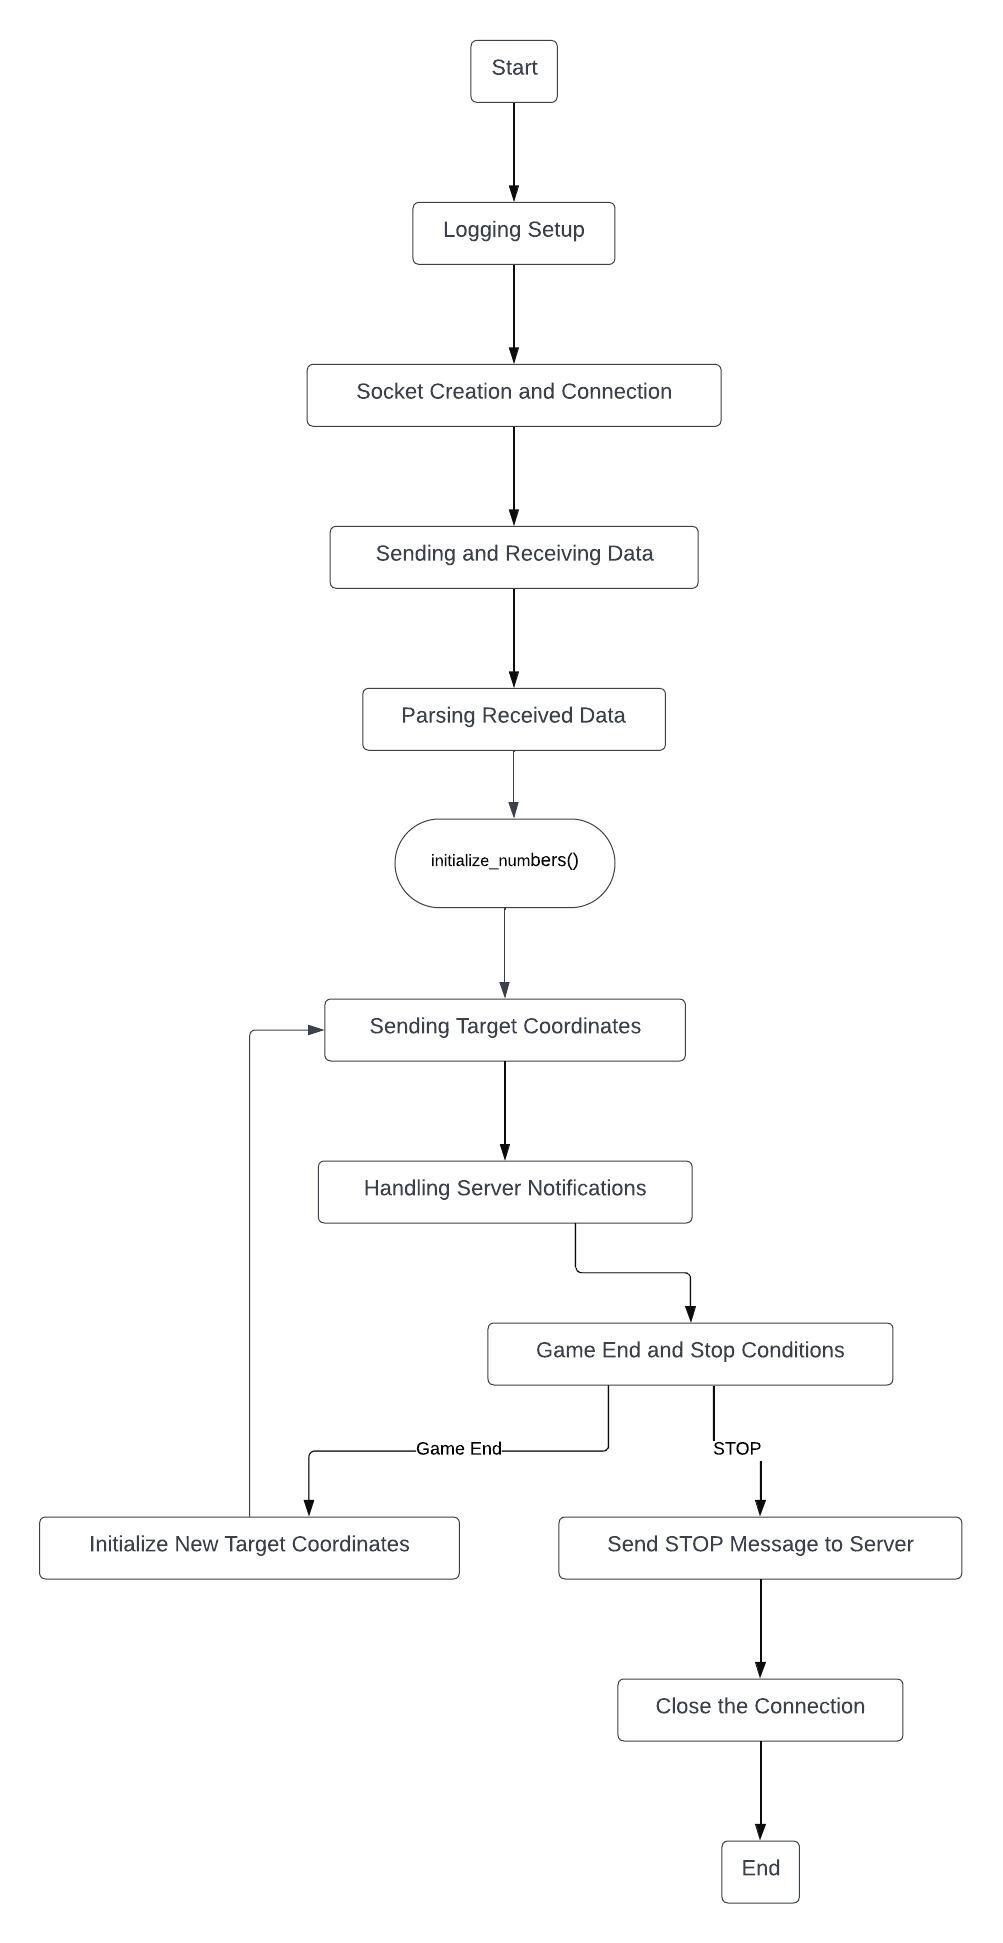 Start
Logging Setup
Socket Creation and Connection
Sending and Receiving Data
Parsing Received Data
initialize_numbers()
Sending Target Coordinates
Handling Server Notifications
Game End and Stop Conditions
Game End
STOP
Initialize New Target Coordinates
Send STOP Message to Server
Close the Connection
End